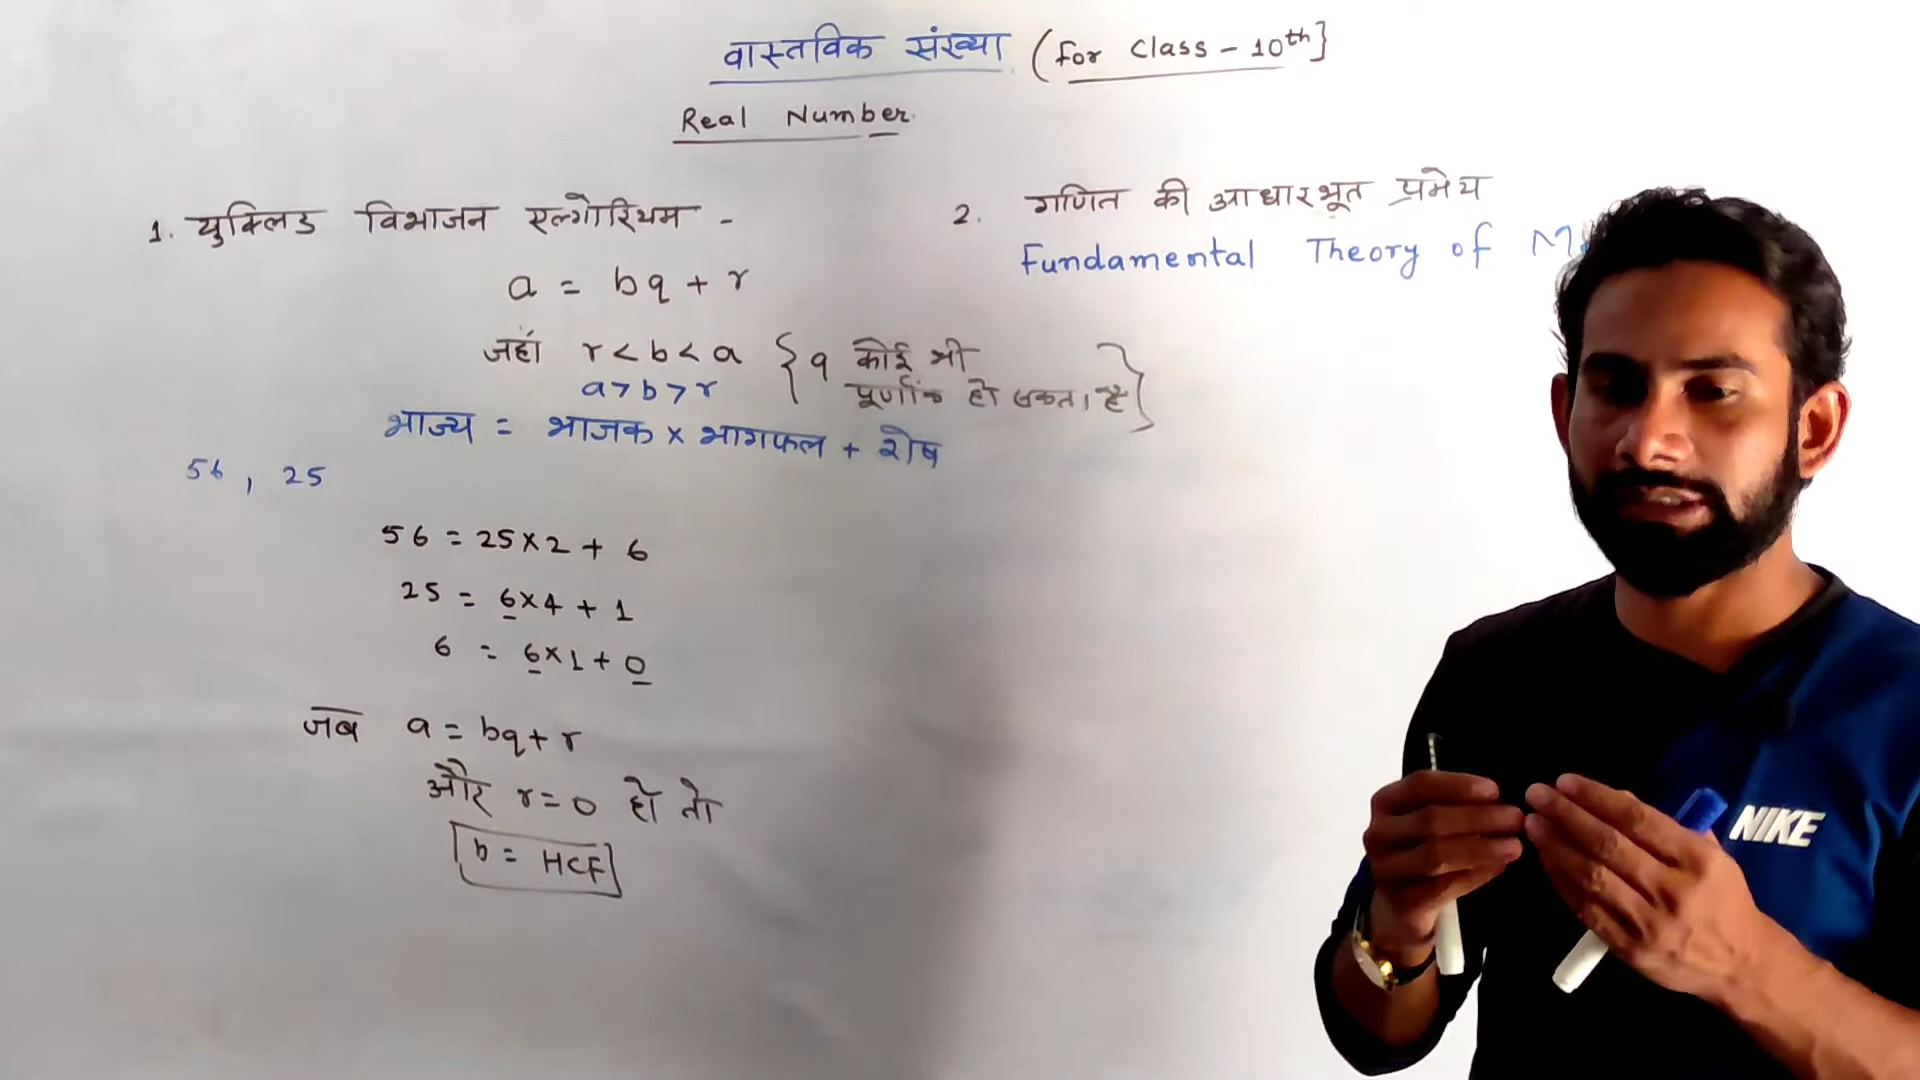 वास्तविक संख्या (for Class - 10th]
Real Number
1. युक्लिड विभाजन एल्गोरिथम -
a = bq + r
जहां r < b < a { q कोई भी
a > b > r पूर्णांक हो सकता है }
भाज्य = भाजक × भागफल + शेष
56 , 25
56 = 25×2 + 6
25 = 6×4 + 1
6 = 6×1 + 0
जब a = bq + r
और r = 0 हो तो
b = HCF
2. गणित की आधारभूत प्रमेय
Fundamental Theory of
NIKE